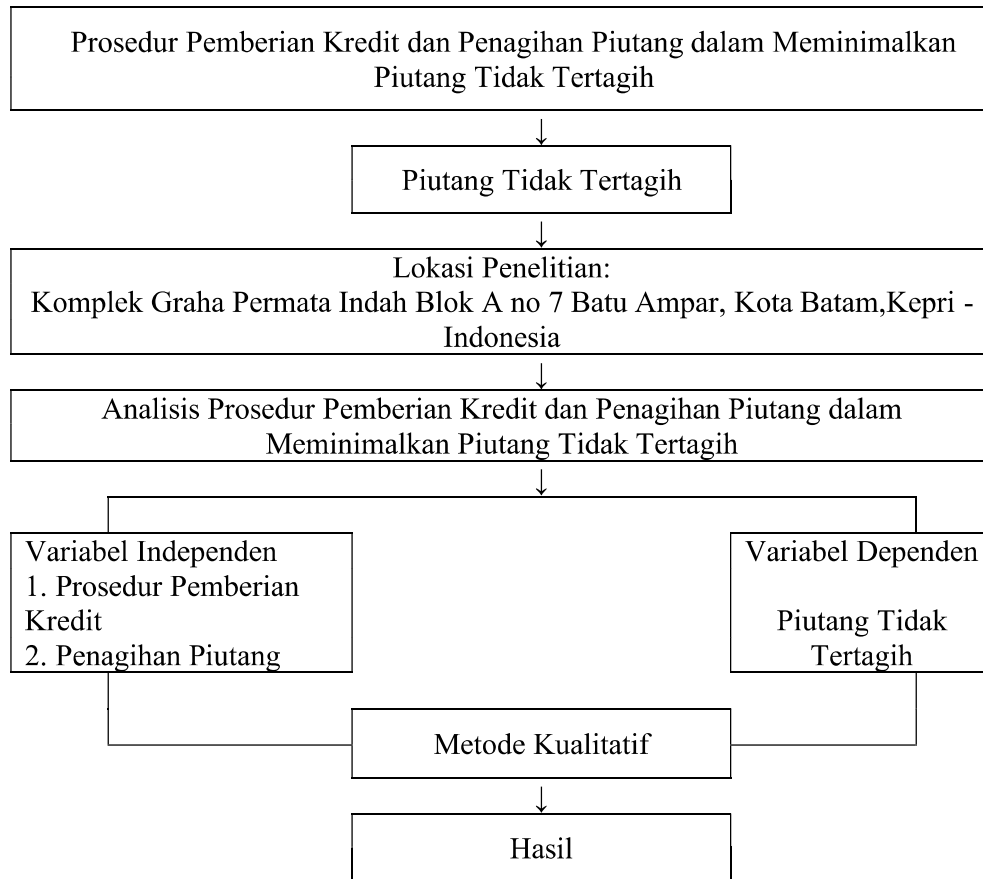 Prosedur Pemberian Kredit dan Penagihan Piutang dalam Meminimalkan
Piutang Tidak Tertagih
Piutang Tidak Tertagih
Lokasi Penelitian:
Komplek Graha Permata Indah Blok A no 7 Batu Ampar, Kota Batam,Kepri -
Indonesia
Analisis Prosedur Pemberian Kredit dan Penagihan Piutang dalam
Meminimalkan Piutang Tidak Tertagih
Variabel Independen
1. Prosedur Pemberian
Kredit
2. Penagihan Piutang
Variabel Dependen
Piutang Tidak
Tertagih
Metode Kualitatif
Hasil